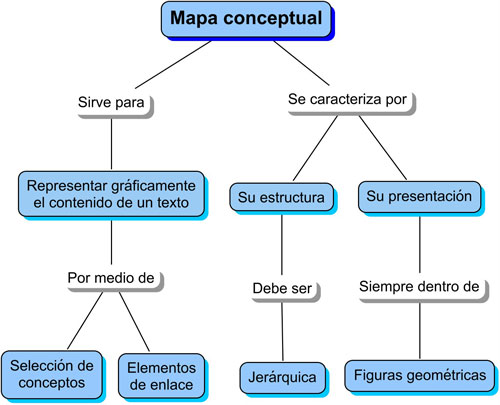 Mapa conceptual
Sirve para
Se caracteriza por
Representar gráficamente
el contenido de un texto
Su estructura
Su presentación
Por medio de
Debe ser
Siempre dentro de
Selección de
conceptos
Elementos
de enlace
Jerárquica
Figuras geométricas